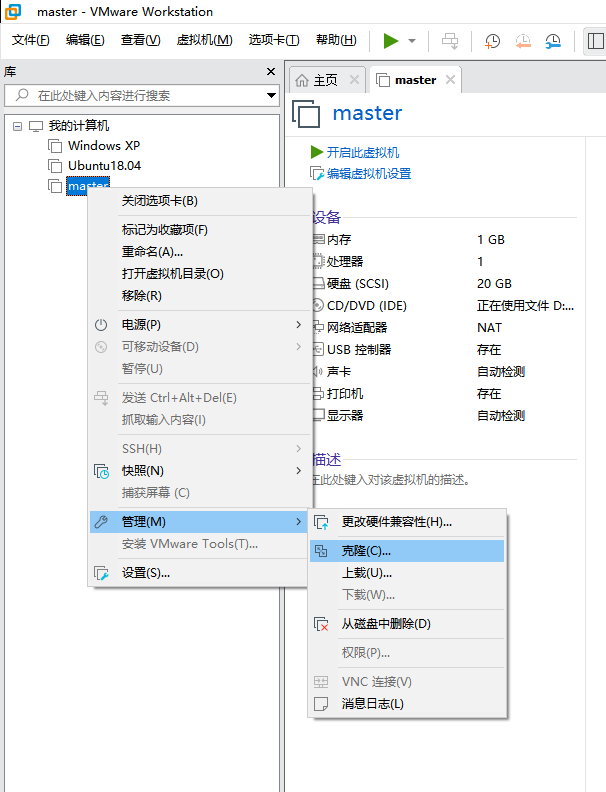 master - VMware Workstation
文件(F) 编辑(E) 查看(V) 虚拟机(M) 选项卡(T) 帮助(H)
库
在此处键入内容进行搜索
我的计算机
Windows XP
Ubuntu18.04
master
主页
master
master
开启此虚拟机
编辑虚拟机设置
设备
内存 1 GB
处理器 1
硬盘 (SCSI) 20 GB
CD/DVD (IDE) 正在使用文件 D:...
网络适配器 NAT
USB 控制器 存在
声卡 自动检测
打印机 存在
显示器 自动检测
描述
在此处键入对该虚拟机的描述。
关闭选项卡(B)
标记为收藏项(F)
重命名(A)...
打开虚拟机目录(O)
移除(R)
电源(P)
可移动设备(D)
暂停(U)
发送 Ctrl+Alt+Del(E)
抓取输入内容(I)
SSH(H)
快照(N)
捕获屏幕 (C)
管理(M)
安装 VMware Tools(T)...
设置(S)...
更改硬件兼容性(H)...
克隆(C)...
上载(U)...
下载(W)...
从磁盘中删除(D)
权限(P)...
VNC 连接(V)
消息日志(L)